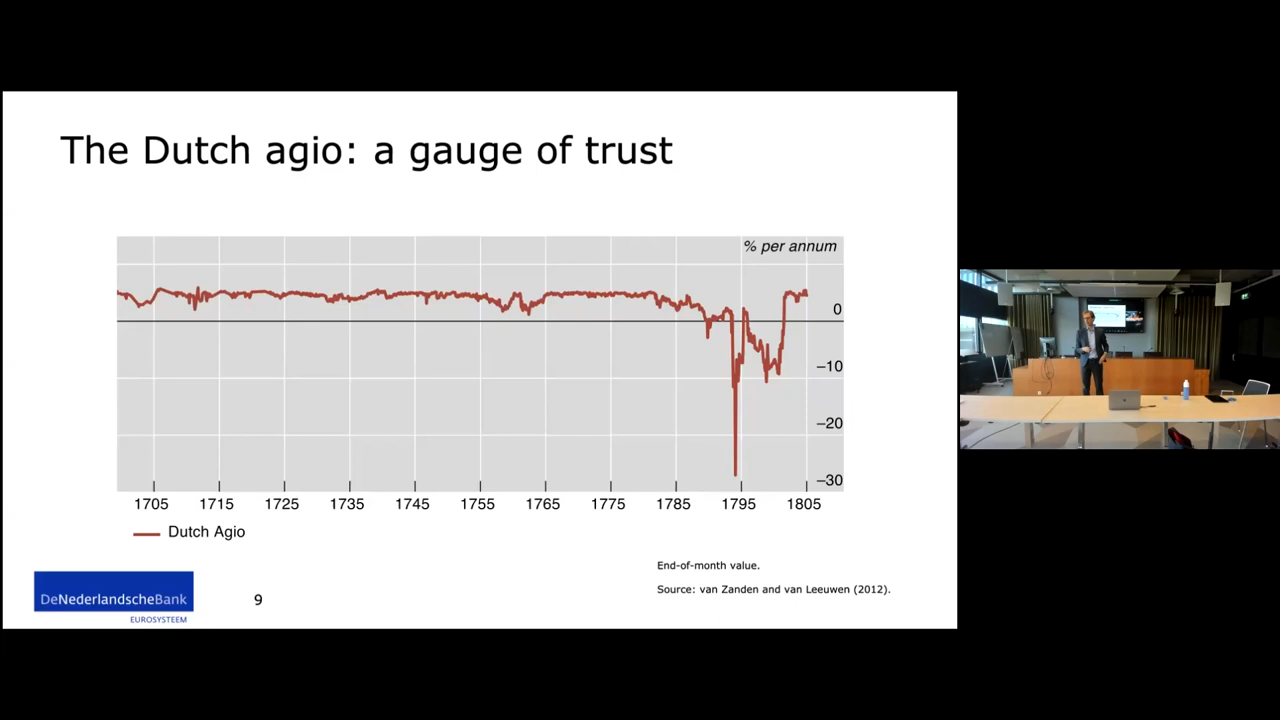 The Dutch agio: a gauge of trust
% per annum
0
–10
–20
–30
1705 1715 1725 1735 1745 1755 1765 1775 1785 1795 1805
Dutch Agio
End-of-month value.
Source: van Zanden and van Leeuwen (2012).
DeNederlandscheBank
EUROSYSTEEM
9